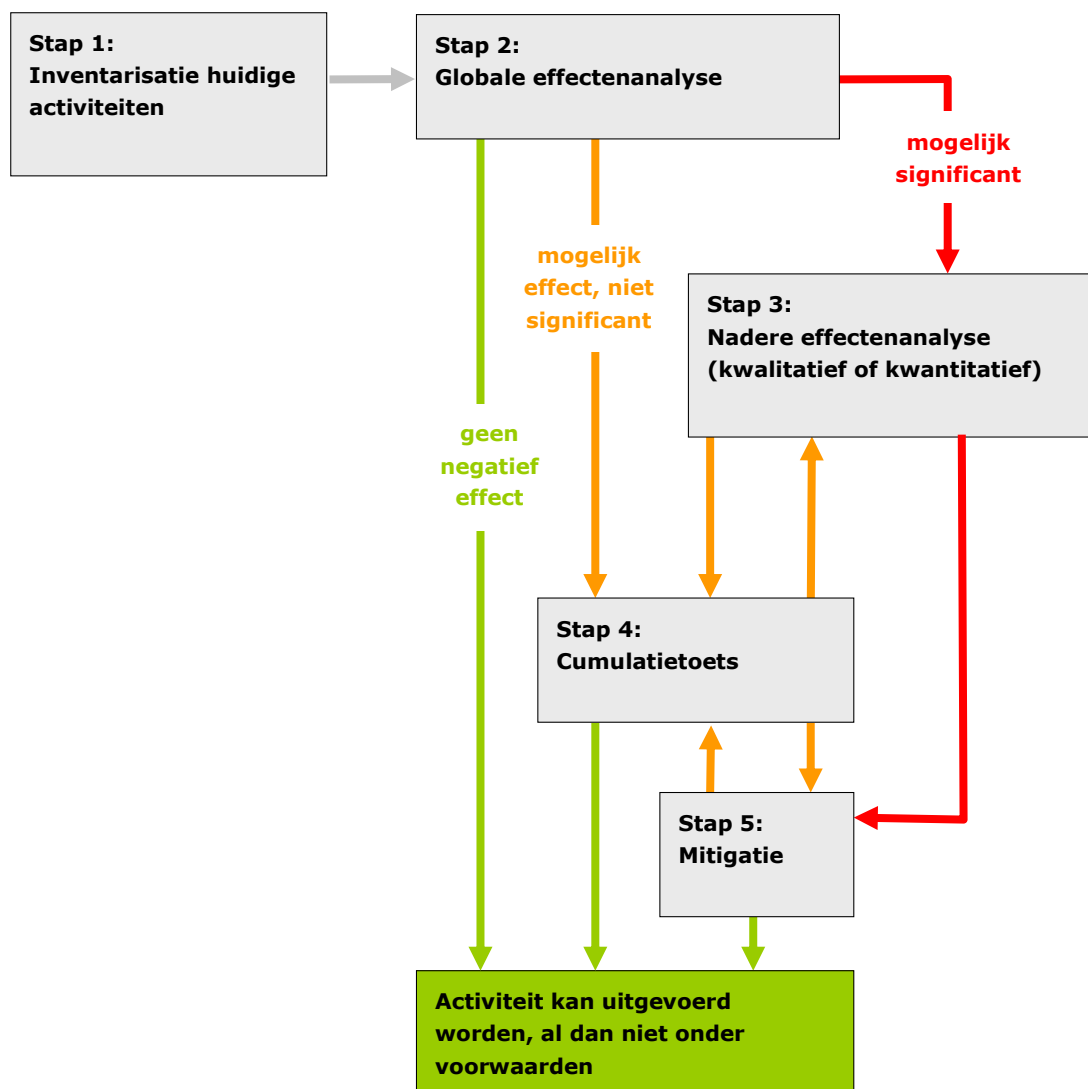 Stap 1:
Inventarisatie huidige
activiteiten
Stap 2:
Globale effectenanalyse
mogelijk
significant
mogelijk
effect, niet
significant
Stap 3:
Nadere effectenanalyse
(kwalitatief of kwantitatief)
geen
negatief
effect
Stap 4:
Cumulatietoets
Stap 5:
Mitigatie
Activiteit kan uitgevoerd
worden, al dan niet onder
voorwaarden